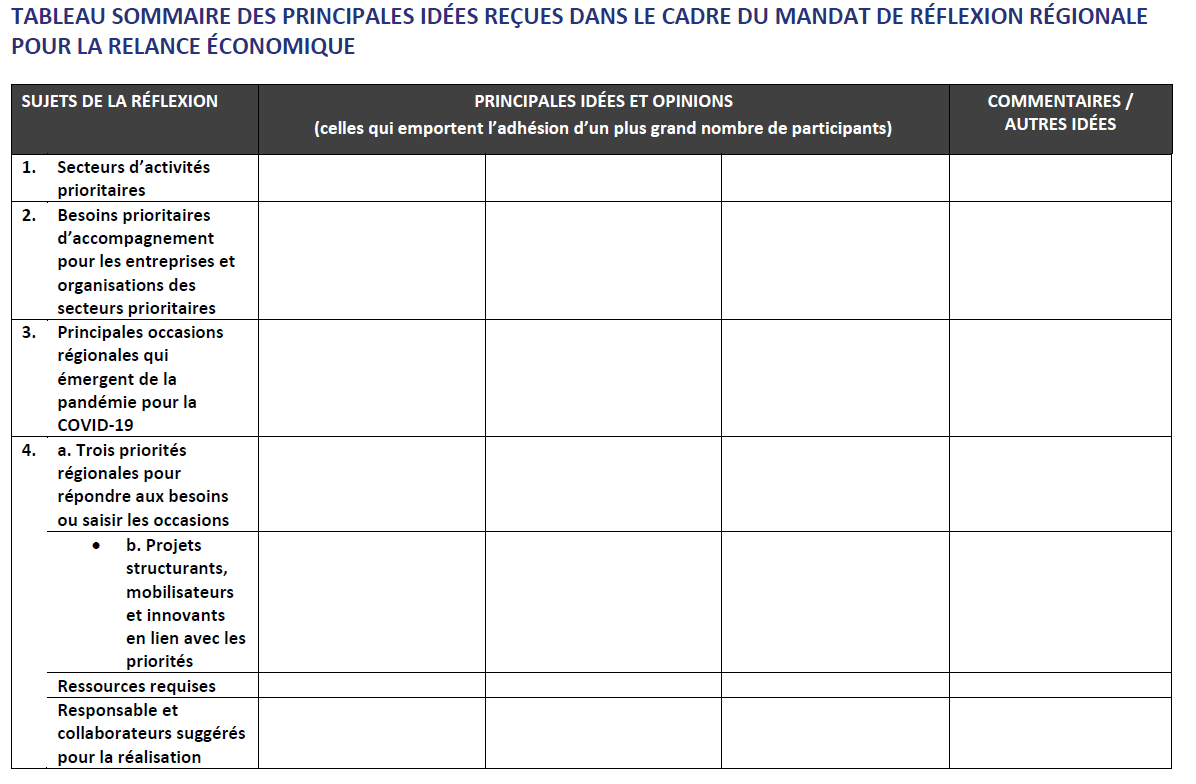 TABLEAU SOMMAIRE DES PRINCIPALES IDÉES REÇUES DANS LE CADRE DU MANDAT DE RÉFLEXION RÉGIONALE
POUR LA RELANCE ÉCONOMIQUE
SUJETS DE LA RÉFLEXION
PRINCIPALES IDÉES ET OPINIONS
(celles qui emportent l’adhésion d’un plus grand nombre de participants)
COMMENTAIRES /
AUTRES IDÉES
1. Secteurs d’activités
prioritaires
2. Besoins prioritaires
d’accompagnement
pour les entreprises et
organisations des
secteurs prioritaires
3. Principales occasions
régionales qui
émergent de la
pandémie pour la
COVID-19
4. a. Trois priorités
régionales pour
répondre aux besoins
ou saisir les occasions
• b. Projets
structurants,
mobilisateurs
et innovants
en lien avec les
priorités
Ressources requises
Responsable et
collaborateurs suggérés
pour la réalisation